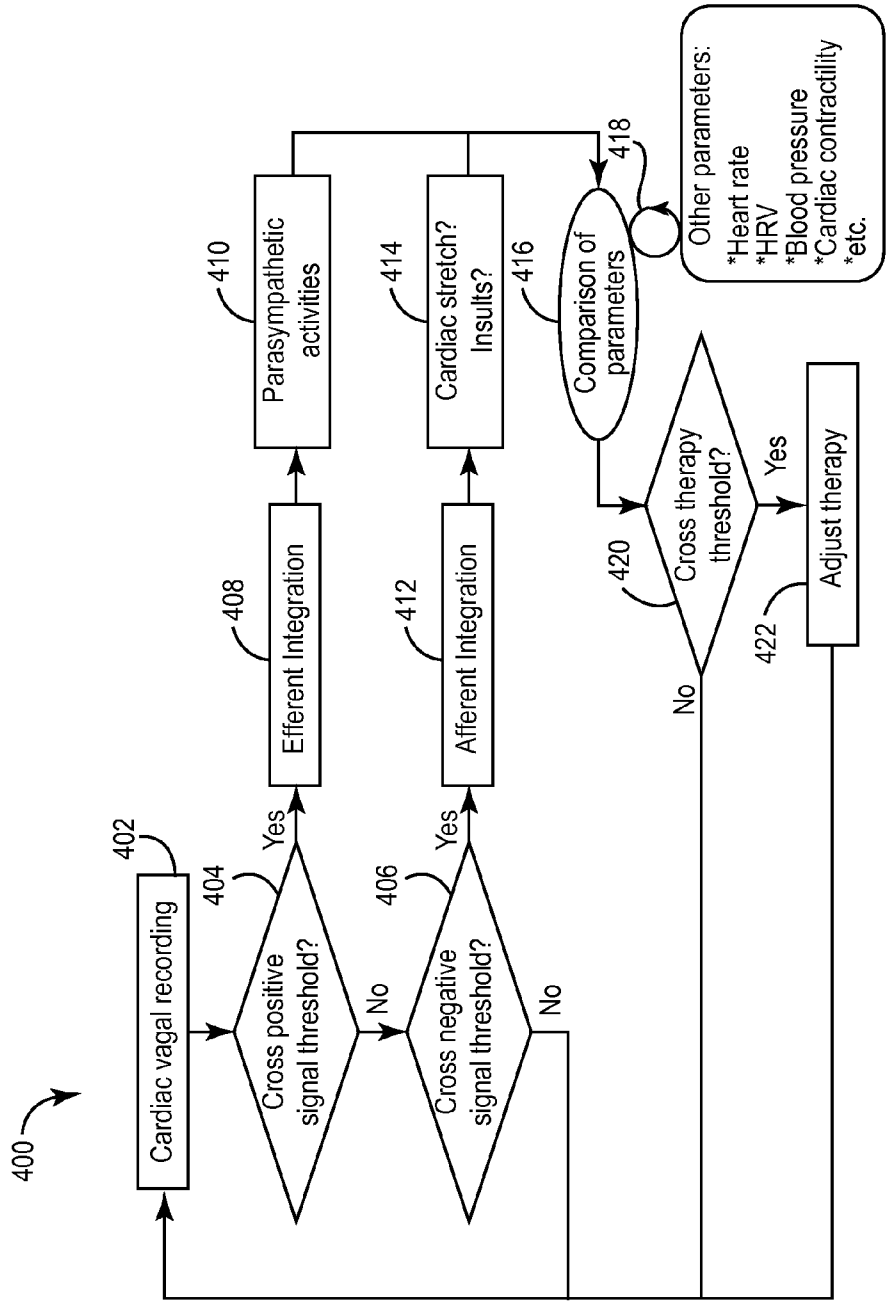 400
402
Cardiac vagal recording
404
Cross positive
signal threshold?
Yes
No
408
Efferent Integration
410
Parasympathetic
activities
406
Cross negative
signal threshold?
Yes
No
412
Afferent Integration
414
Cardiac stretch?
Insults?
416
Comparison of
parameters
418
Other parameters:
*Heart rate
*HRV
*Blood pressure
*Cardiac contractility
*etc.
420
Cross therapy
threshold?
No
Yes
422
Adjust therapy